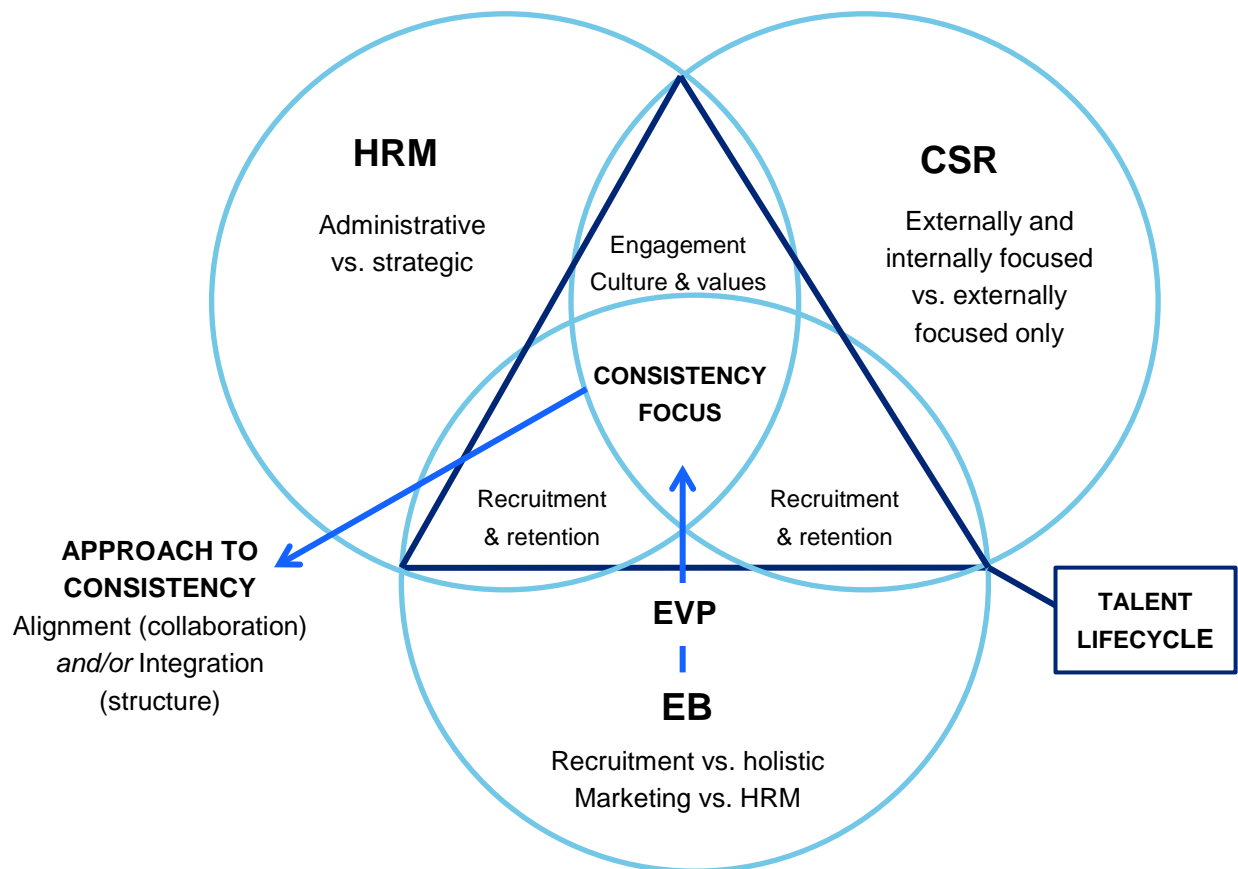 HRM
Administrative
vs. strategic
CSR
Externally and
internally focused
vs. externally
focused only
Engagement
Culture & values
CONSISTENCY
FOCUS
Recruitment
& retention
Recruitment
& retention
APPROACH TO
CONSISTENCY
Alignment (collaboration)
and/or Integration
(structure)
EVP
TALENT
LIFECYCLE
EB
Recruitment vs. holistic
Marketing vs. HRM